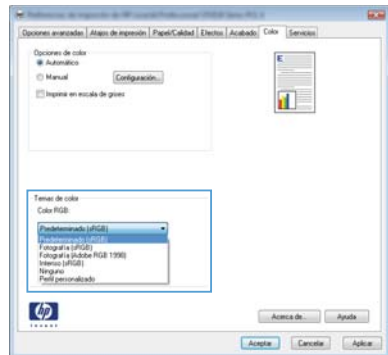 Opciones avanzadas Atajos de impresión Papel/Calidad Efectos Acabado Color Servicios
Opciones de color
Automático
Manual
Configuración...
Imprimir en escala de grises
E
Temas de color
Color RGB:
Predeterminado (sRGB)
Predeterminado (sRGB)
Fotografía (sRGB)
Fotografía (Adobe RGB 1998)
Intenso (sRGB)
Ninguno
Perfil personalizado
hp
invent
Acerca de... Ayuda
Aceptar Cancelar Aplicar